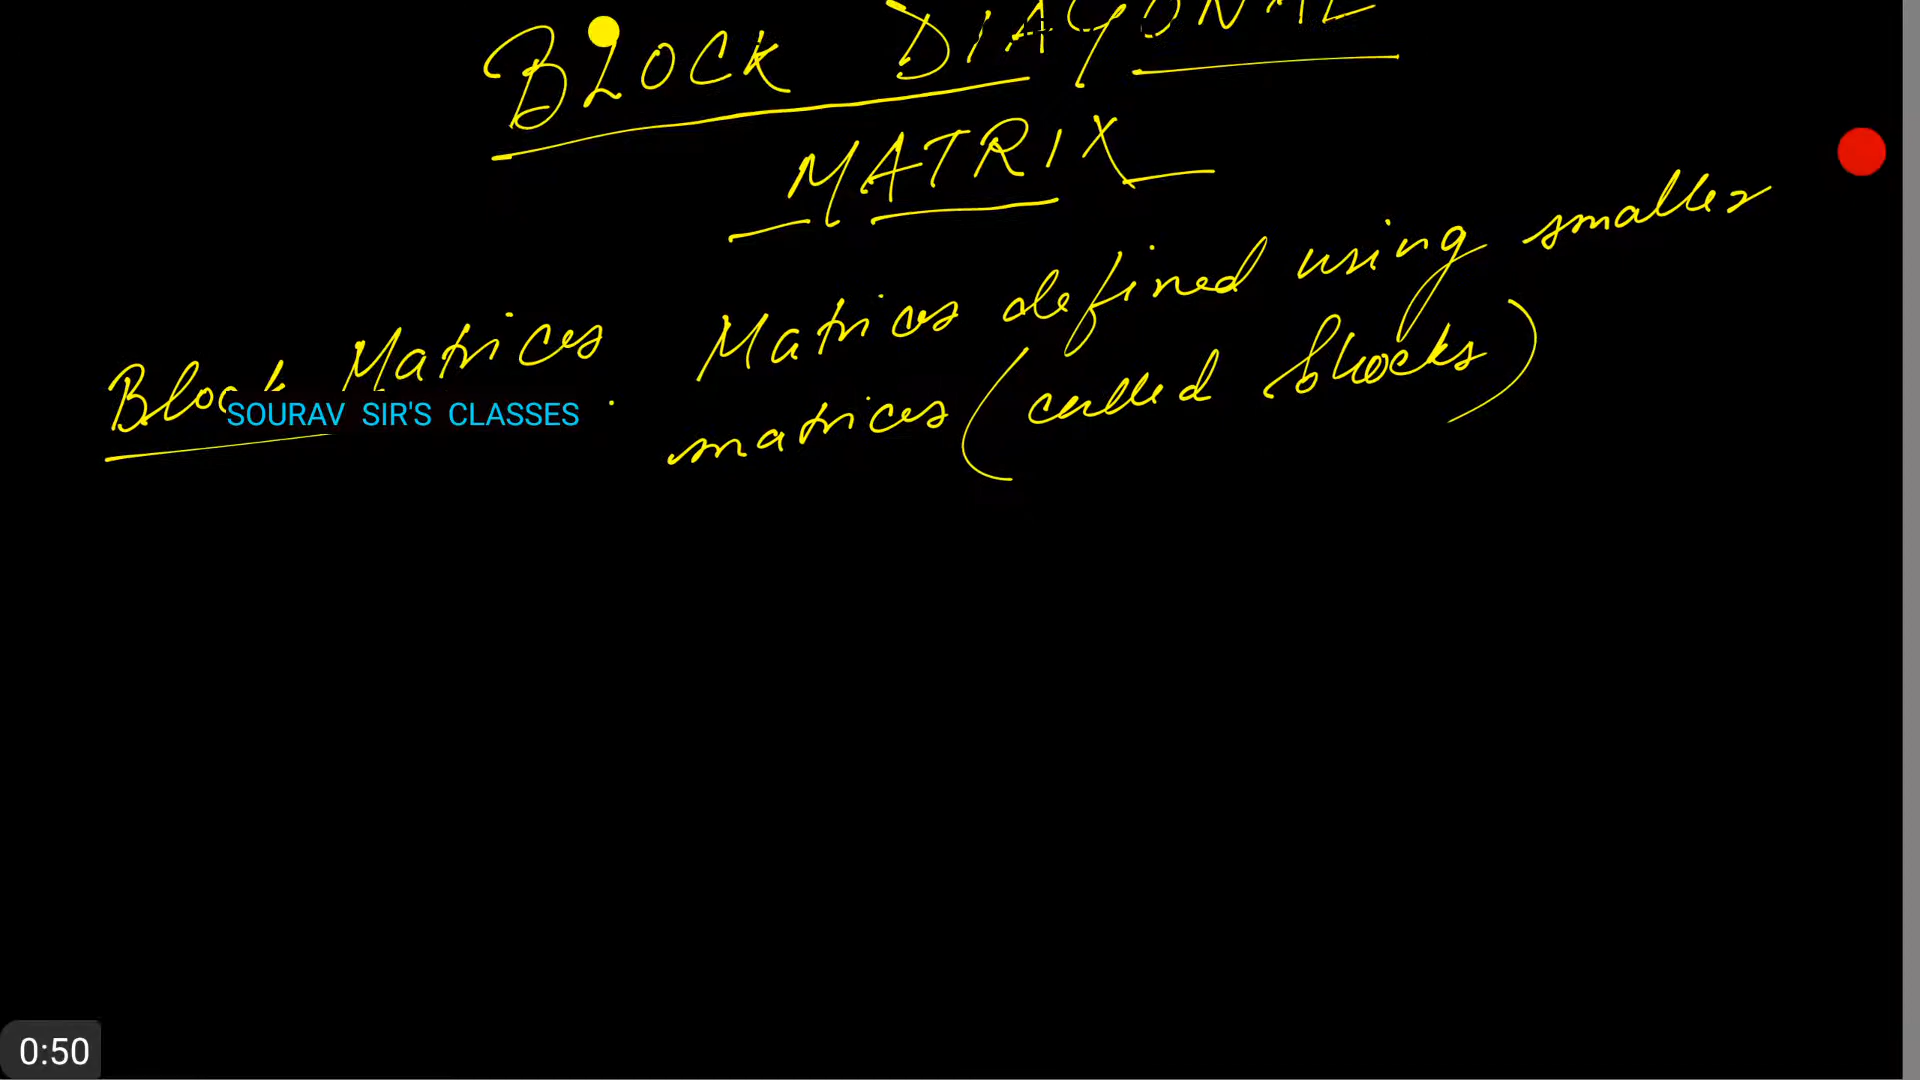 BLOCK DIAGONAL
MATRIX
Block Matrices. Matrices defined using smaller
matrices (called blocks)
SOURAV SIR'S CLASSES
0:50